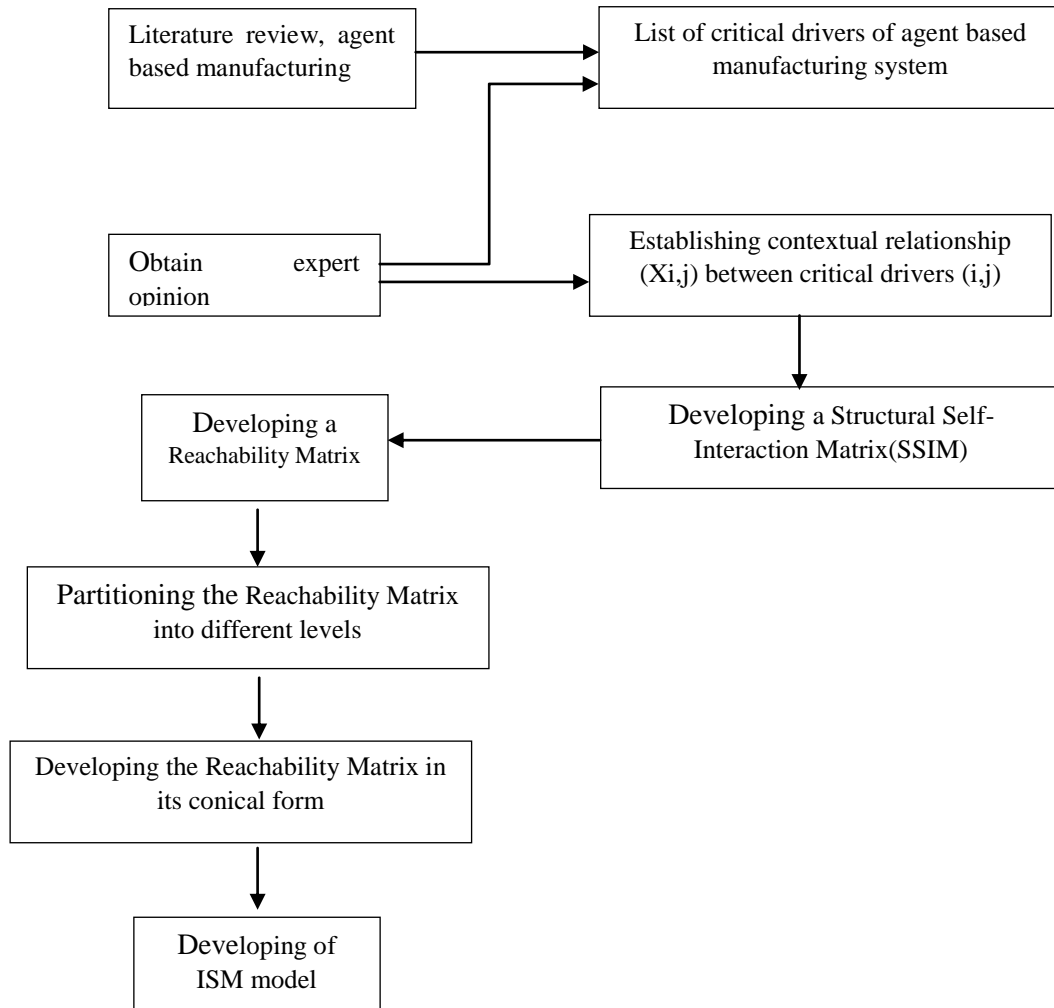 Literature review, agent
based manufacturing
List of critical drivers of agent based
manufacturing system
Obtain expert
opinion
Establishing contextual relationship
(Xi,j) between critical drivers (i,j)
Developing a Structural Self-
Interaction Matrix(SSIM)
Developing a
Reachability Matrix
Partitioning the Reachability Matrix
into different levels
Developing the Reachability Matrix in
its conical form
Developing of
ISM model